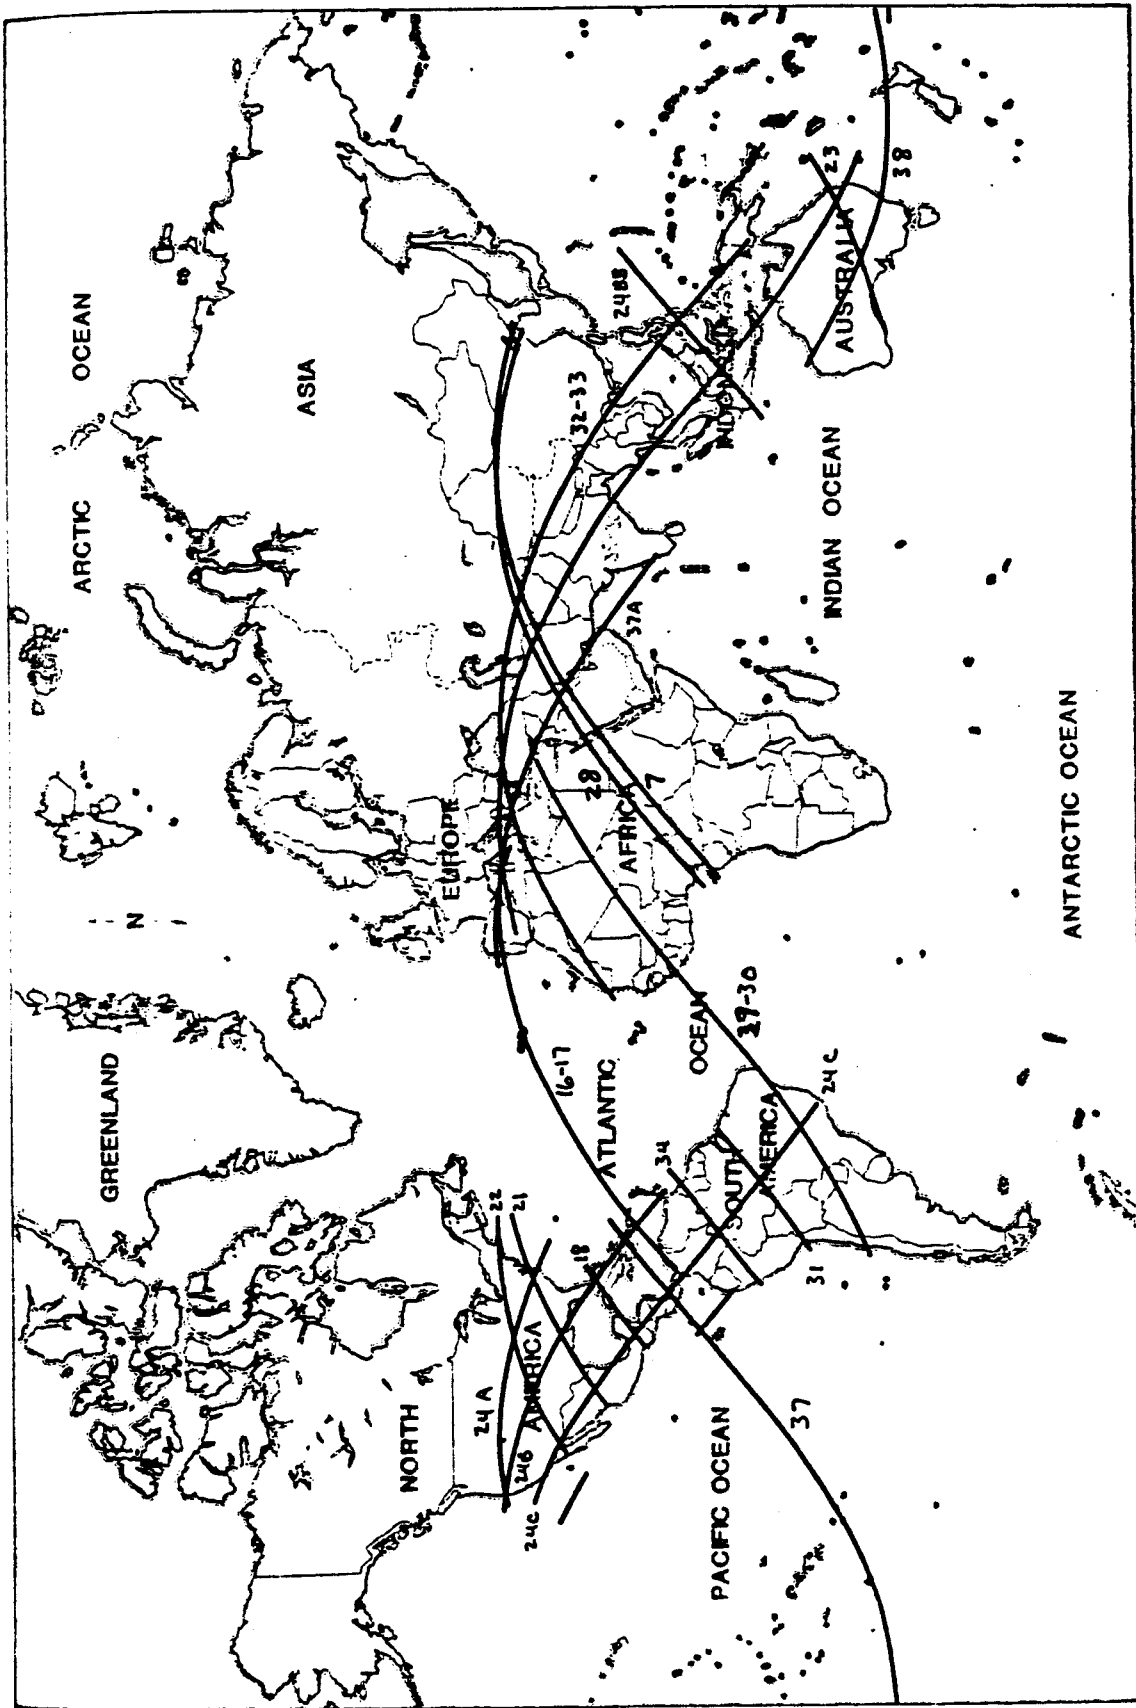 ARCTIC OCEAN
GREENLAND
N
ASIA
EUROPE
NORTH
AMERICA
24A
24B
24C
22
21
18
16-17
ATLANTIC
OCEAN
34
29-30
28
7
AFRICA
37A
32-33
24BB
INDONESIA
23
38
AUSTRALIA
INDIAN OCEAN
PACIFIC OCEAN
37
31
SOUTH
AMERICA
24C
ANTARCTIC OCEAN